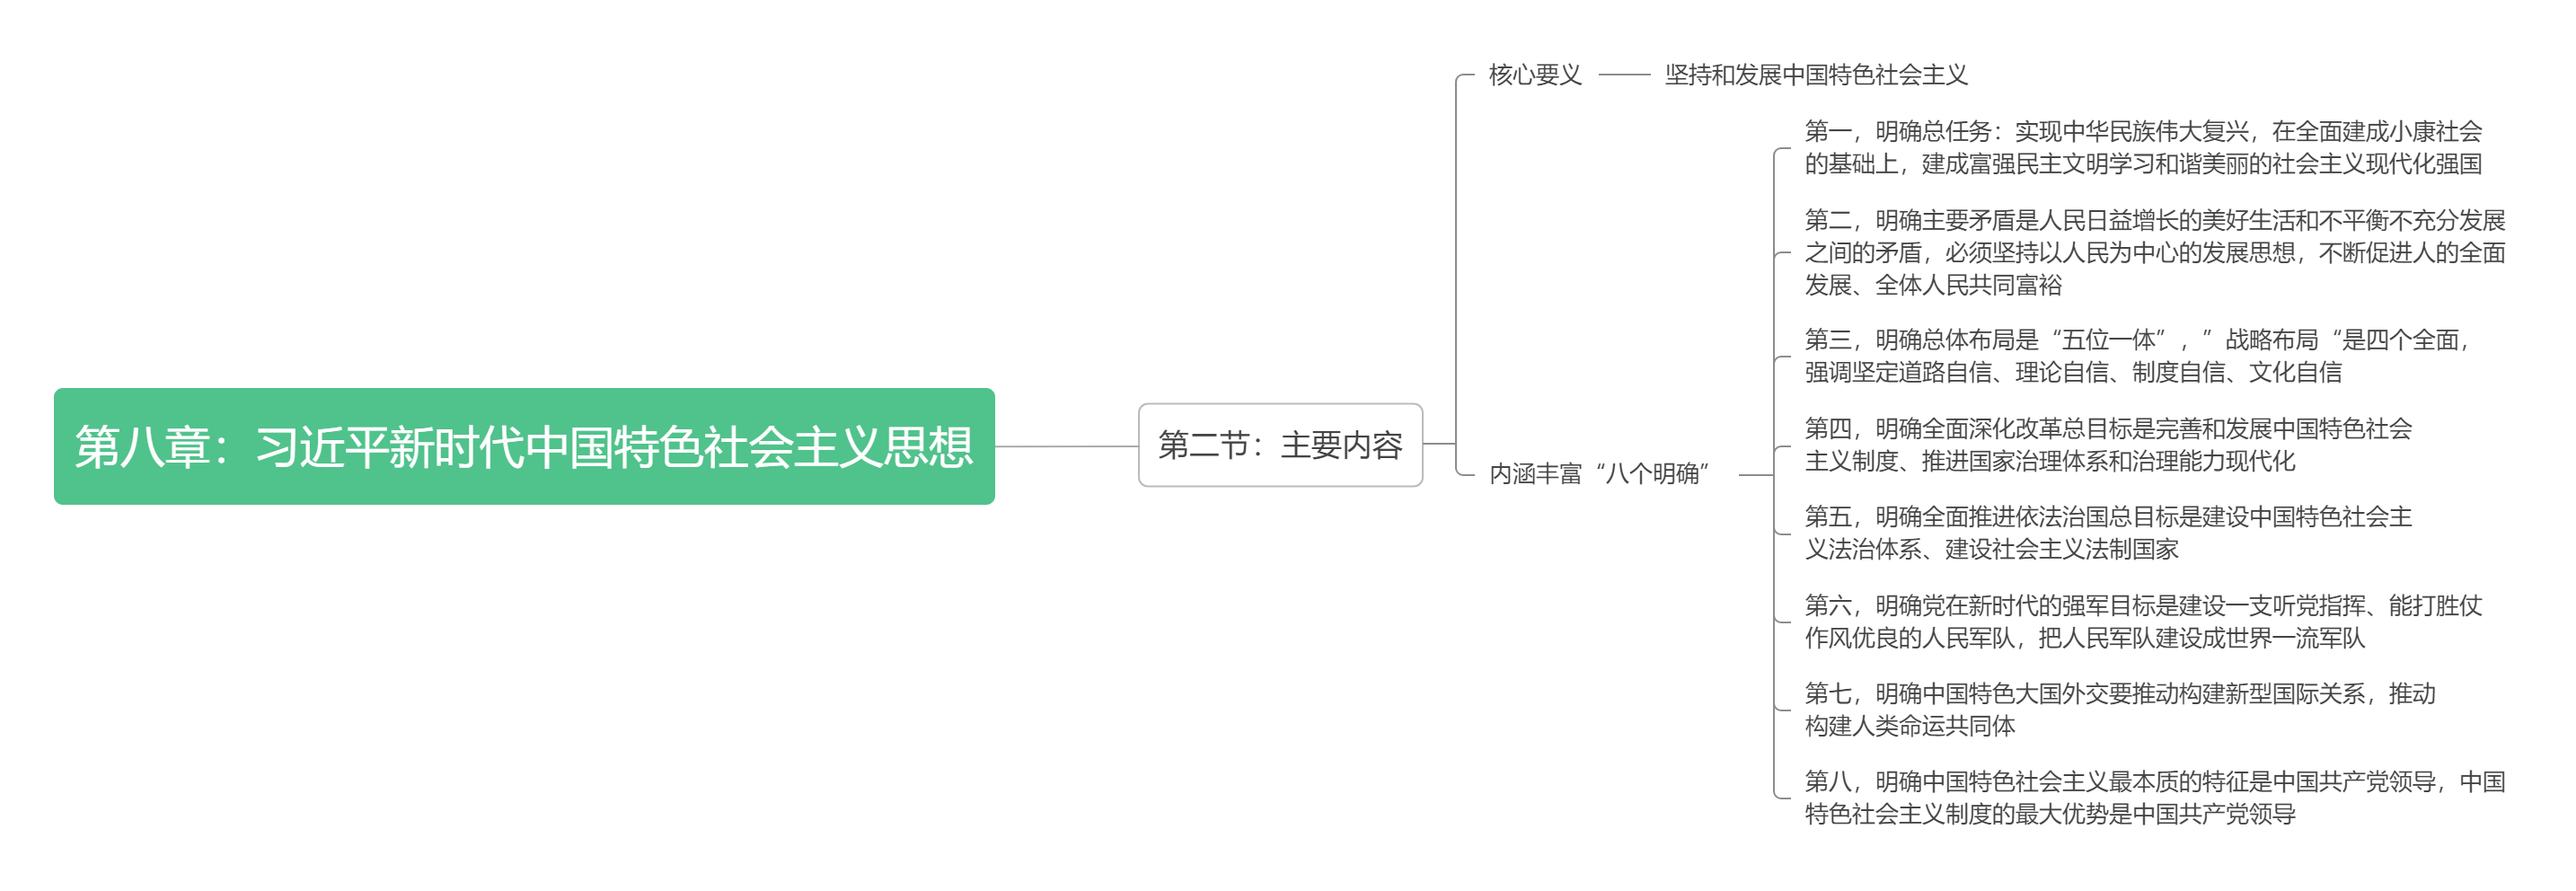 第八章：习近平新时代中国特色社会主义思想
第二节：主要内容
核心要义
坚持和发展中国特色社会主义
内涵丰富“八个明确”
第一，明确总任务：实现中华民族伟大复兴，在全面建成小康社会
的基础上，建成富强民主文明学习和谐美丽的社会主义现代化强国
第二，明确主要矛盾是人民日益增长的美好生活和不平衡不充分发展
之间的矛盾，必须坚持以人民为中心的发展思想，不断促进人的全面
发展、全体人民共同富裕
第三，明确总体布局是“五位一体”，”战略布局“是四个全面，
强调坚定道路自信、理论自信、制度自信、文化自信
第四，明确全面深化改革总目标是完善和发展中国特色社会
主义制度、推进国家治理体系和治理能力现代化
第五，明确全面推进依法治国总目标是建设中国特色社会主
义法治体系、建设社会主义法制国家
第六，明确党在新时代的强军目标是建设一支听党指挥、能打胜仗
作风优良的人民军队，把人民军队建设成世界一流军队
第七，明确中国特色大国外交要推动构建新型国际关系，推动
构建人类命运共同体
第八，明确中国特色社会主义最本质的特征是中国共产党领导，中国
特色社会主义制度的最大优势是中国共产党领导